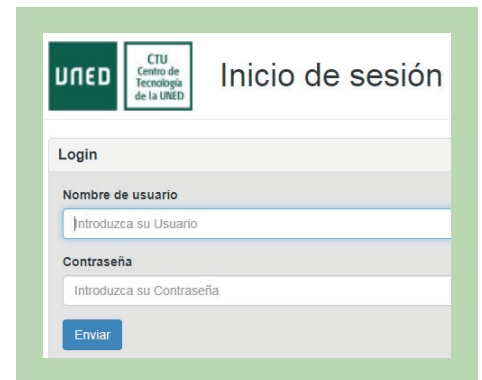 UNED
CTU
Centro de
Tecnología
de la UNED
Inicio de sesión
Login
Nombre de usuario
Introduzca su Usuario
Contraseña
Introduzca su Contraseña
Enviar